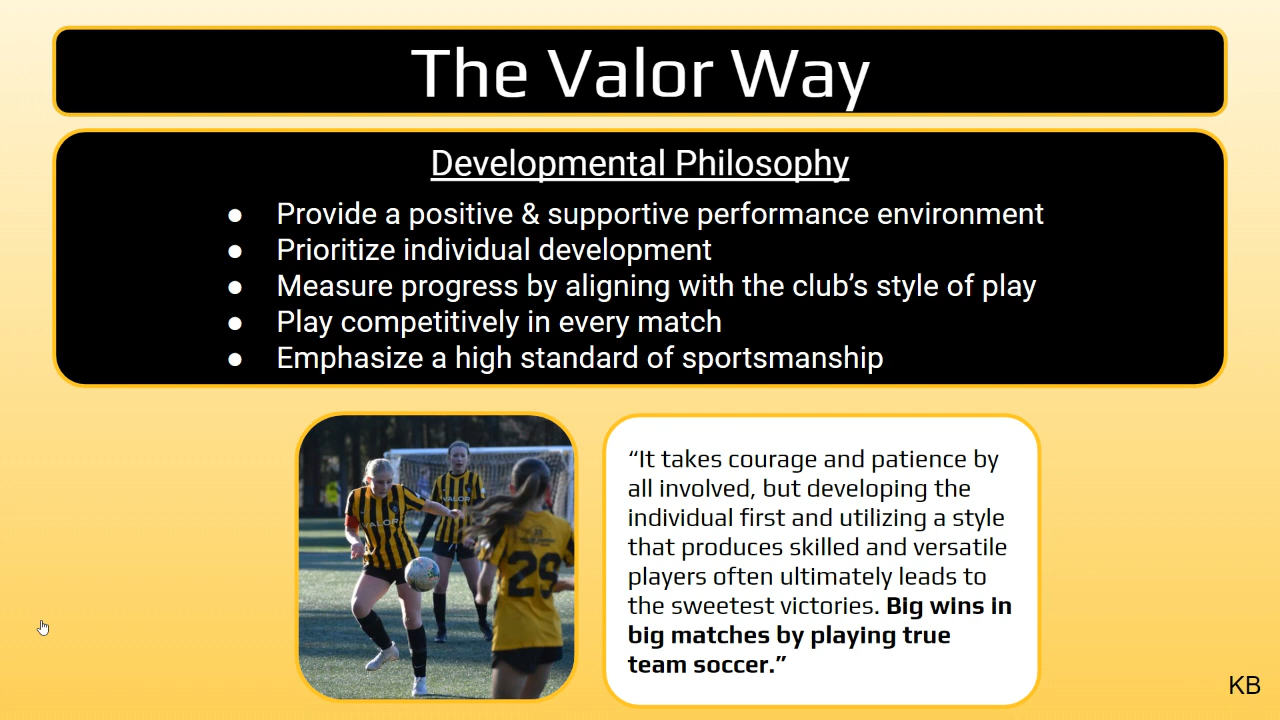 The Valor Way
Developmental Philosophy
● Provide a positive & supportive performance environment
● Prioritize individual development
● Measure progress by aligning with the club’s style of play
● Play competitively in every match
● Emphasize a high standard of sportsmanship
VALOR
VALOR
29
“It takes courage and patience by
all involved, but developing the
individual first and utilizing a style
that produces skilled and versatile
players often ultimately leads to
the sweetest victories. Big wins in
big matches by playing true
team soccer.”
KB